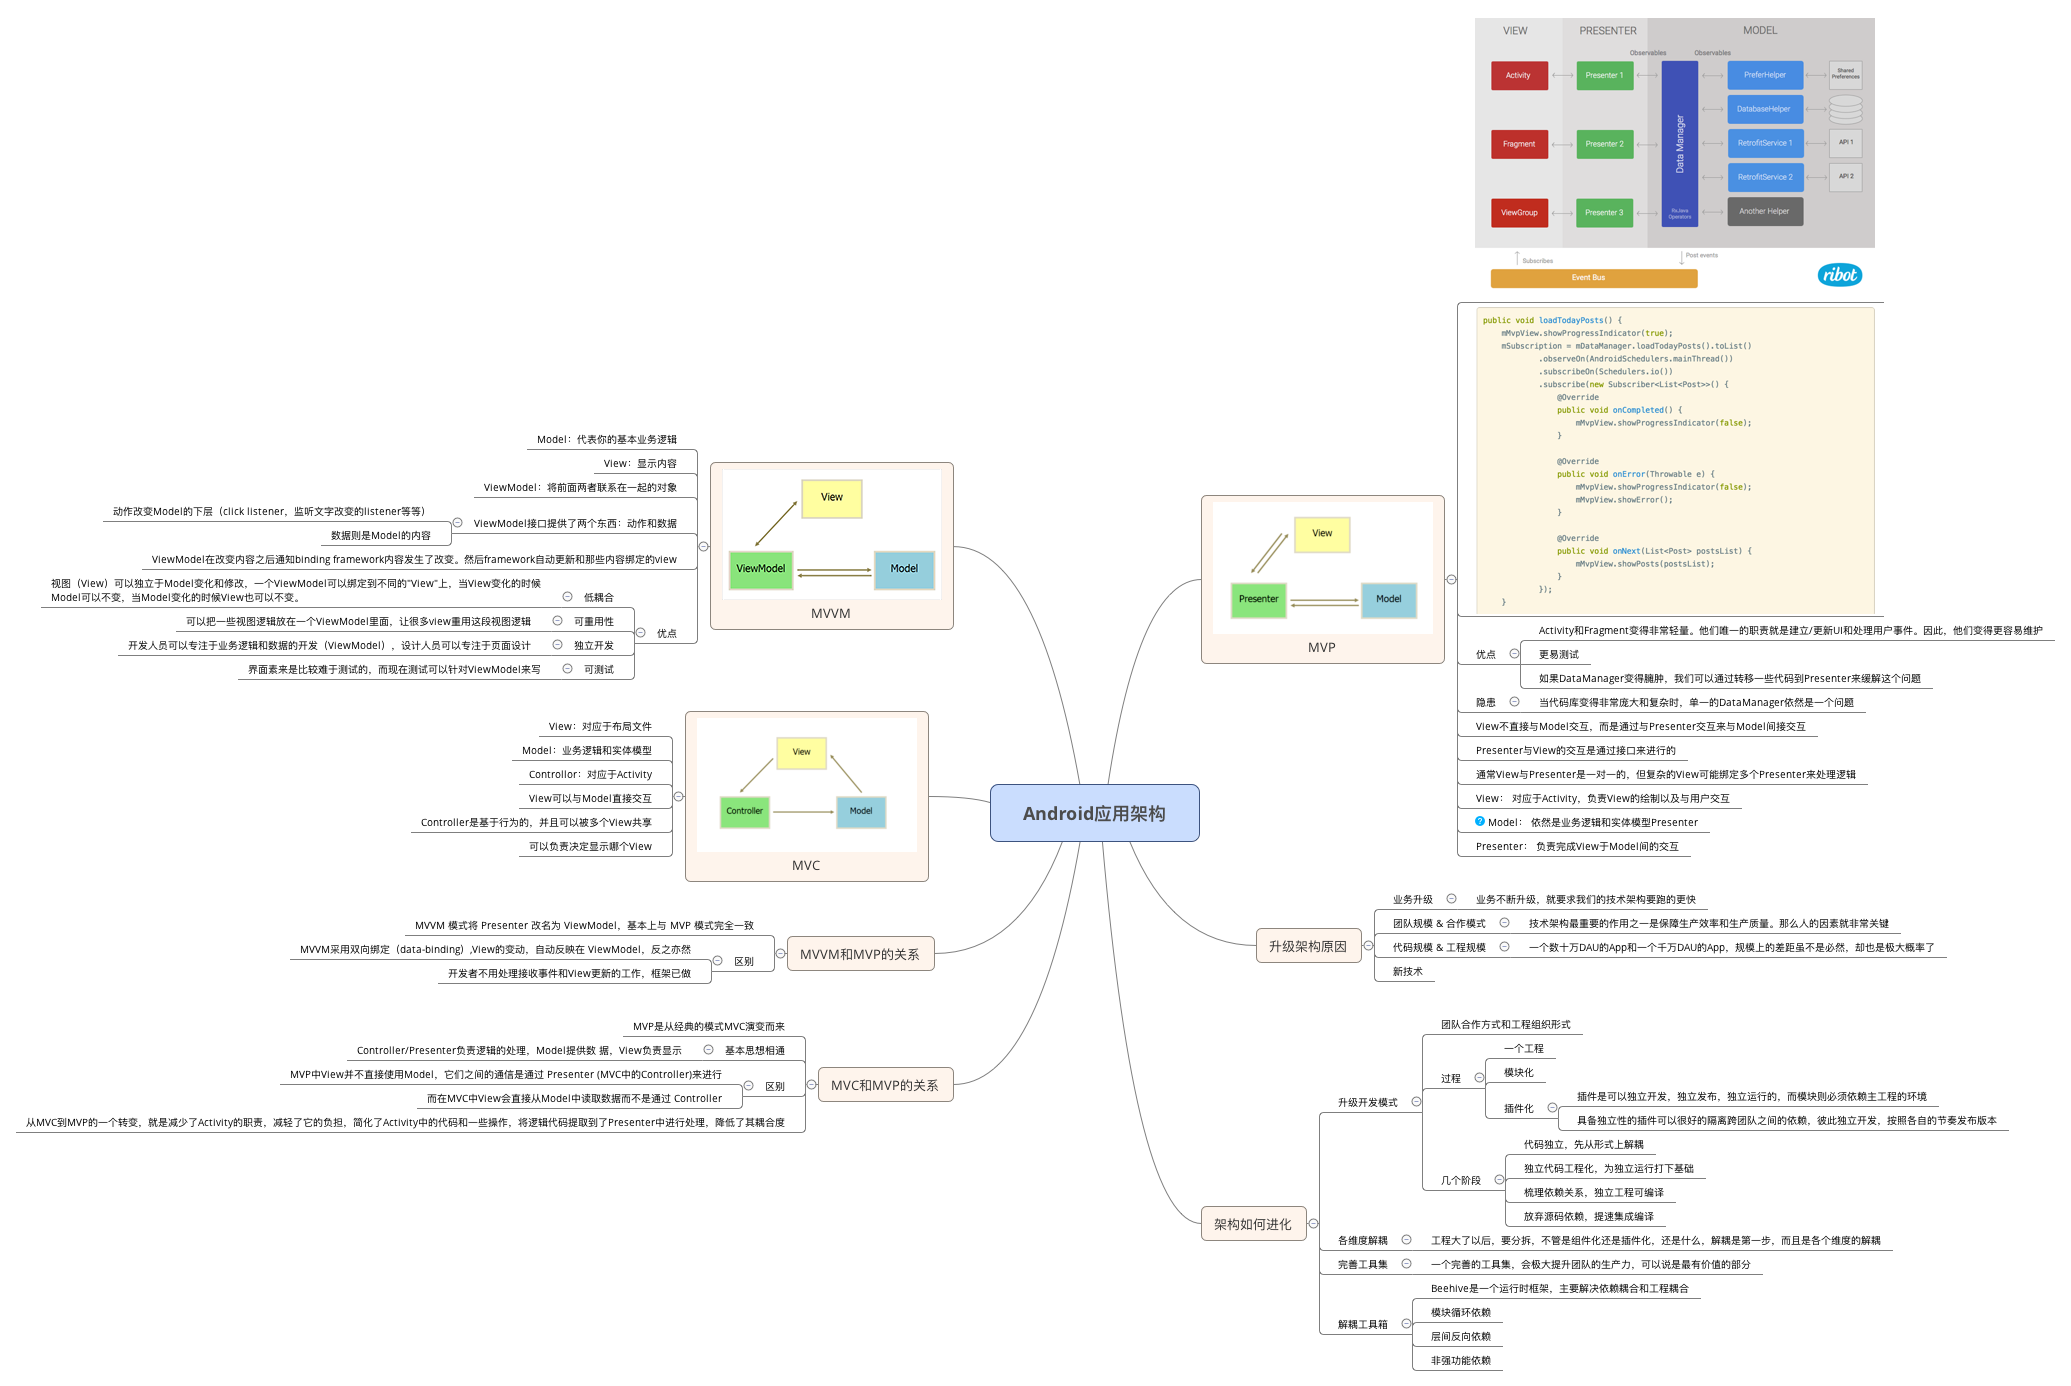 VIEW
PRESENTER
MODEL
Observables
Observables
Activity
Presenter 1
PreferHelper
Shared
Preferences
DatabaseHelper
Fragment
Presenter 2
Data Manager
RetrofitService 1
API 1
RetrofitService 2
API 2
ViewGroup
Presenter 3
RxJava
Operators
Another Helper
Subscribes
Post events
Event Bus
ribot
public void loadTodayPosts() {
mMvpView.showProgressIndicator(true);
mSubscription = mDataManager.loadTodayPosts().toList()
.observeOn(AndroidSchedulers.mainThread())
.subscribeOn(Schedulers.io())
.subscribe(new Subscriber<List<Post>>() {
@Override
public void onCompleted() {
mMvpView.showProgressIndicator(false);
}
@Override
public void onError(Throwable e) {
mMvpView.showProgressIndicator(false);
mMvpView.showError();
}
@Override
public void onNext(List<Post> postsList) {
mMvpView.showPosts(postsList);
}
});
}
View
Presenter
Model
MVP
优点
Activity和Fragment变得非常轻量。他们唯一的职责就是建立/更新UI和处理用户事件。因此，他们变得更容易维护
更易测试
如果DataManager变得臃肿，我们可以通过转移一些代码到Presenter来缓解这个问题
隐患
当代码库变得非常庞大和复杂时，单一的DataManager依然是一个问题
View不直接与Model交互，而是通过与Presenter交互来与Model间接交互
Presenter与View的交互是通过接口来进行的
通常View与Presenter是一对一的，但复杂的View可能绑定多个Presenter来处理逻辑
View： 对应于Activity，负责View的绘制以及与用户交互
Model： 依然是业务逻辑和实体模型Presenter
Presenter： 负责完成View于Model间的交互
Model：代表你的基本业务逻辑
View：显示内容
ViewModel：将前面两者联系在一起的对象
动作改变Model的下层（click listener，监听文字改变的listener等等）
数据则是Model的内容
ViewModel接口提供了两个东西：动作和数据
ViewModel在改变内容之后通知binding framework内容发生了改变。然后framework自动更新和那些内容绑定的view
视图（View）可以独立于Model变化和修改，一个ViewModel可以绑定到不同的"View"上，当View变化的时候
Model可以不变，当Model变化的时候View也可以不变。
低耦合
可以把一些视图逻辑放在一个ViewModel里面，让很多view重用这段视图逻辑
可重用性
优点
开发人员可以专注于业务逻辑和数据的开发（ViewModel），设计人员可以专注于页面设计
独立开发
界面素来是比较难于测试的，而现在测试可以针对ViewModel来写
可测试
View
ViewModel
Model
MVVM
View：对应于布局文件
Model：业务逻辑和实体模型
Controllor：对应于Activity
View可以与Model直接交互
Controller是基于行为的，并且可以被多个View共享
可以负责决定显示哪个View
View
Controller
Model
MVC
Android应用架构
MVVM 模式将 Presenter 改名为 ViewModel，基本上与 MVP 模式完全一致
MVVM采用双向绑定（data-binding）,View的变动，自动反映在 ViewModel，反之亦然
开发者不用处理接收事件和View更新的工作，框架已做
区别
MVVM和MVP的关系
MVP是从经典的模式MVC演变而来
Controller/Presenter负责逻辑的处理，Model提供数 据，View负责显示
基本思想相通
MVP中View并不直接使用Model，它们之间的通信是通过 Presenter (MVC中的Controller)来进行
而在MVC中View会直接从Model中读取数据而不是通过 Controller
区别
从MVC到MVP的一个转变，就是减少了Activity的职责，减轻了它的负担，简化了Activity中的代码和一些操作，将逻辑代码提取到了Presenter中进行处理，降低了其耦合度
MVC和MVP的关系
升级架构原因
业务升级
业务不断升级，就要求我们的技术架构要跑的更快
团队规模 & 合作模式
技术架构最重要的作用之一是保障生产效率和生产质量。那么人的因素就非常关键
代码规模 & 工程规模
一个数十万DAU的App和一个千万DAU的App，规模上的差距虽不是必然，却也是极大概率了
新技术
架构如何进化
升级开发模式
团队合作方式和工程组织形式
过程
一个工程
模块化
插件化
插件是可以独立开发，独立发布，独立运行的，而模块则必须依赖主工程的环境
具备独立性的插件可以很好的隔离跨团队之间的依赖，彼此独立开发，按照各自的节奏发布版本
几个阶段
代码独立，先从形式上解耦
独立代码工程化，为独立运行打下基础
梳理依赖关系，独立工程可编译
放弃源码依赖，提速集成编译
各维度解耦
工程大了以后，要分拆，不管是组件化还是插件化，还是什么，解耦是第一步，而且是各个维度的解耦
完善工具集
一个完善的工具集，会极大提升团队的生产力，可以说是最有价值的部分
解耦工具箱
Beehive是一个运行时框架，主要解决依赖耦合和工程耦合
模块循环依赖
层间反向依赖
非强功能依赖